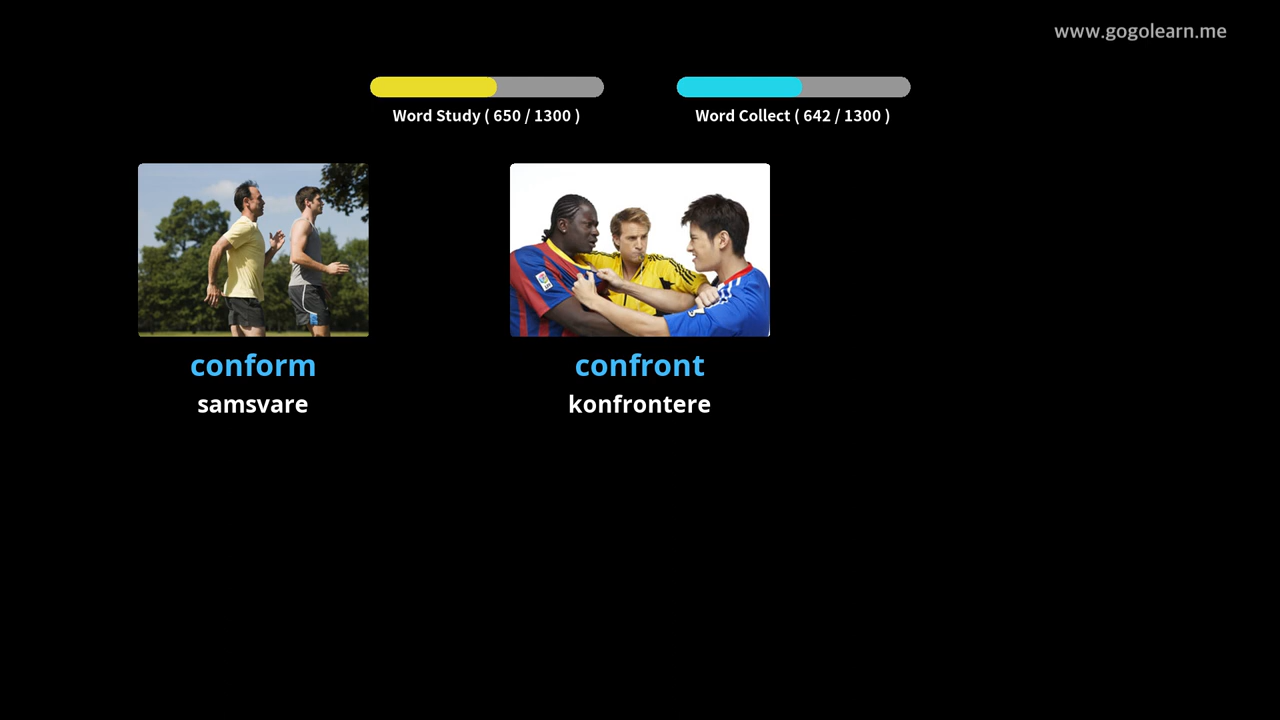 www.gogolearn.me
Word Study ( 650 / 1300 )
Word Collect ( 642 / 1300 )
conform
samsvare
confront
konfrontere